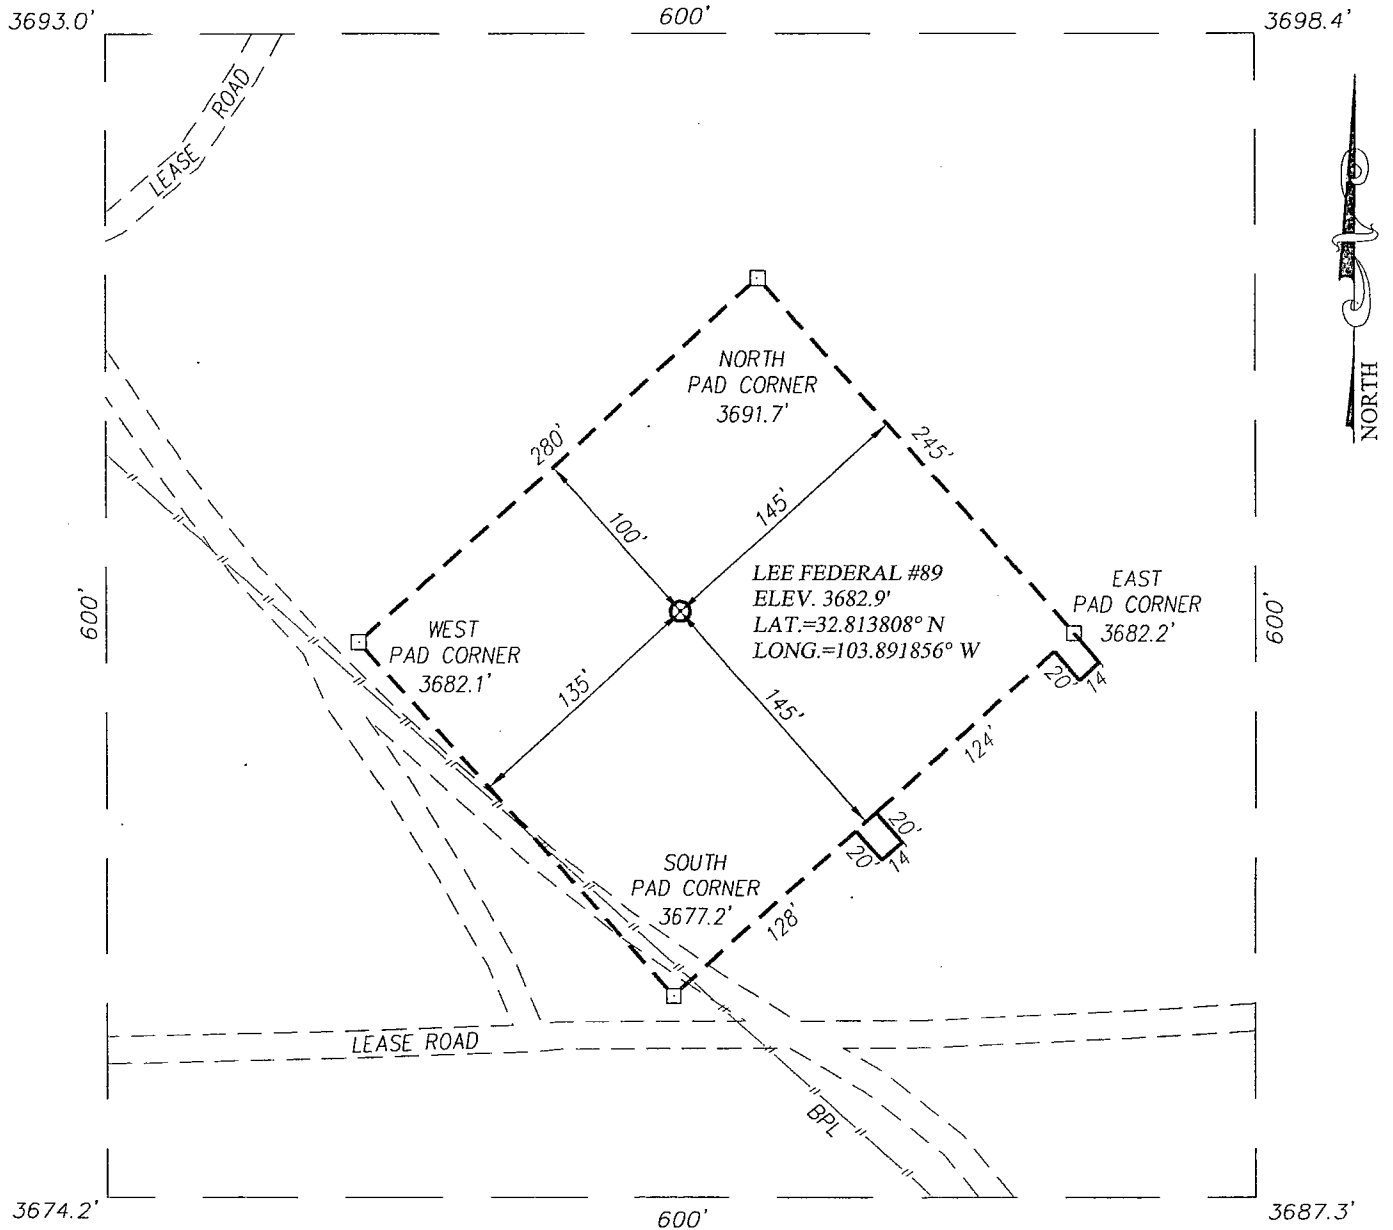 3693.0'
600'
3698.4'
LEASE ROAD
NORTH
NORTH
PAD CORNER
3691.7'
280'
245'
100'
145'
LEE FEDERAL #89
ELEV. 3682.9'
LAT.=32.813808° N
LONG.=103.891856° W
EAST
PAD CORNER
3682.2'
600'
600'
WEST
PAD CORNER
3682.1'
135'
145'
20'
14'
124'
20'
20'
14'
SOUTH
PAD CORNER
3677.2'
128'
LEASE ROAD
BPL
3674.2'
600'
3687.3'